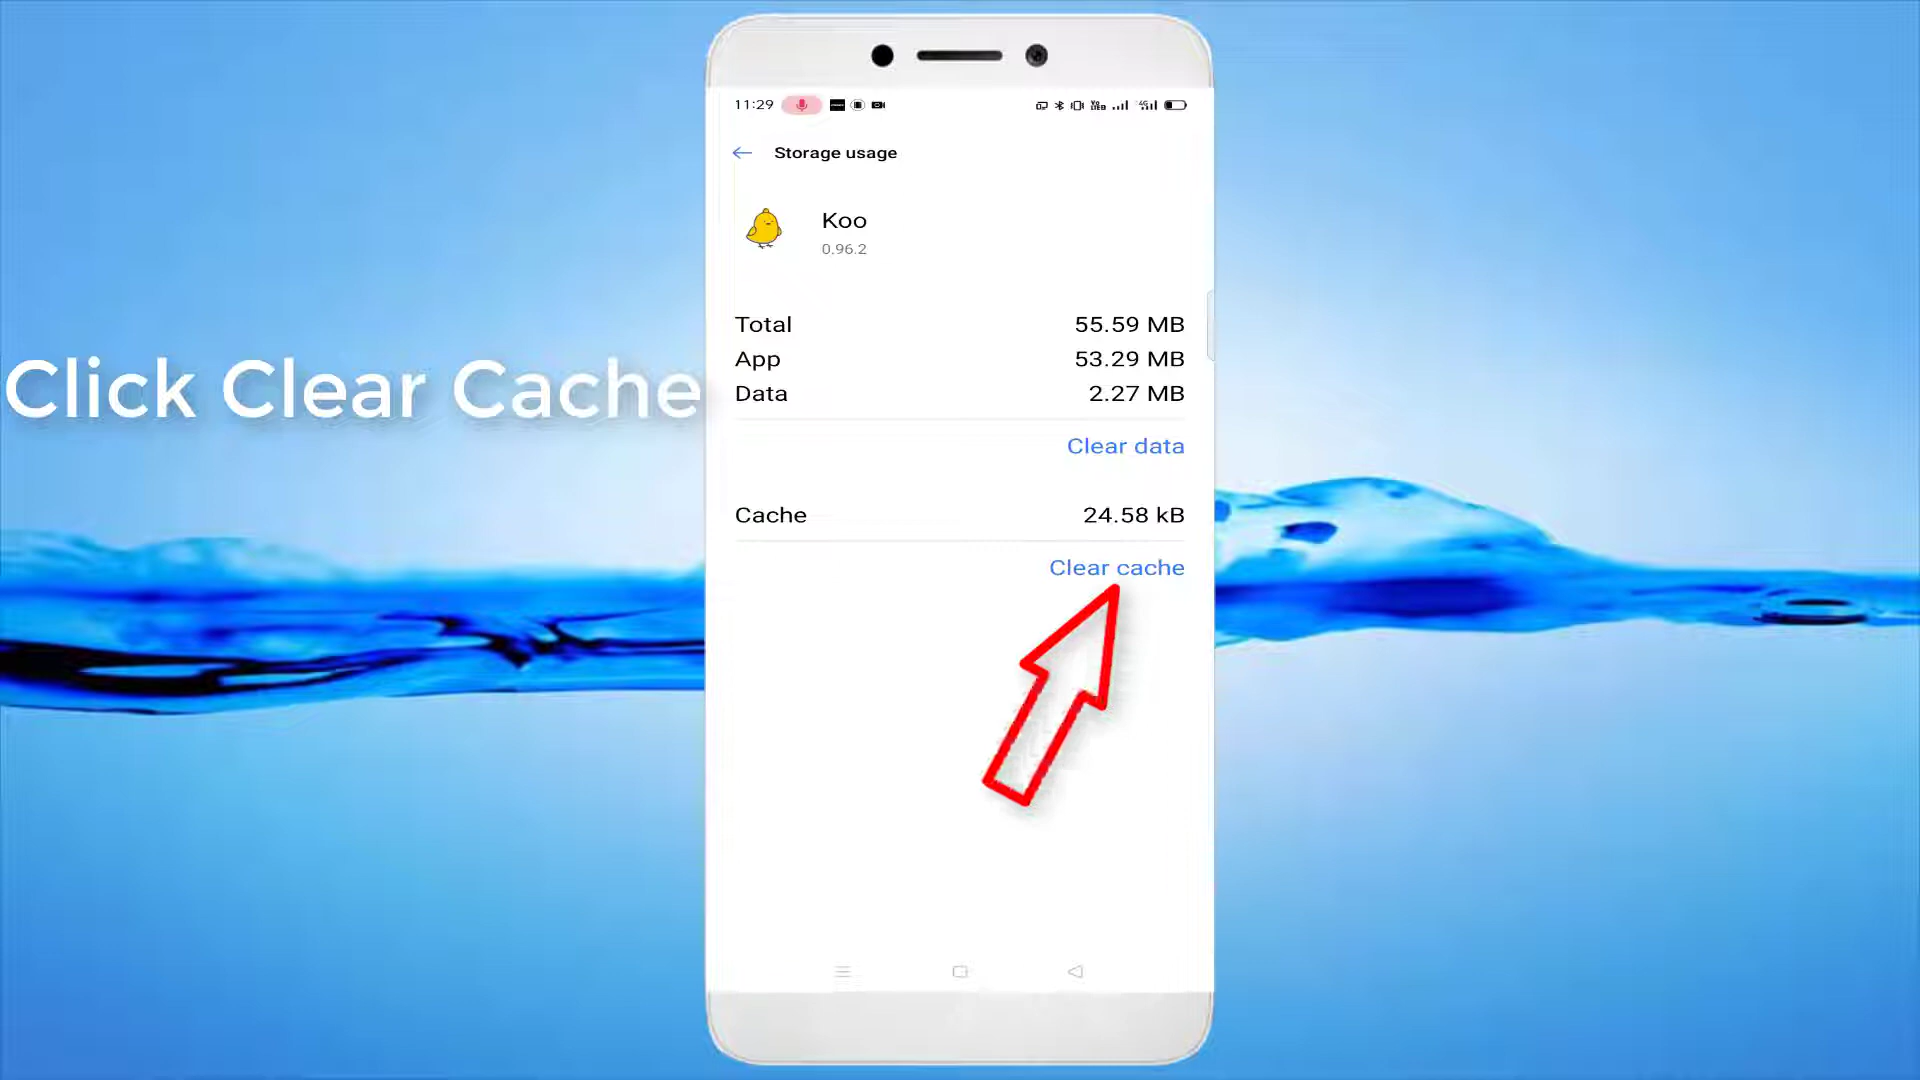 11:29
Storage usage
Koo
0.96.2
Total 55.59 MB
App 53.29 MB
Data 2.27 MB
Click Clear Cache
Clear data
Cache 24.58 kB
Clear cache